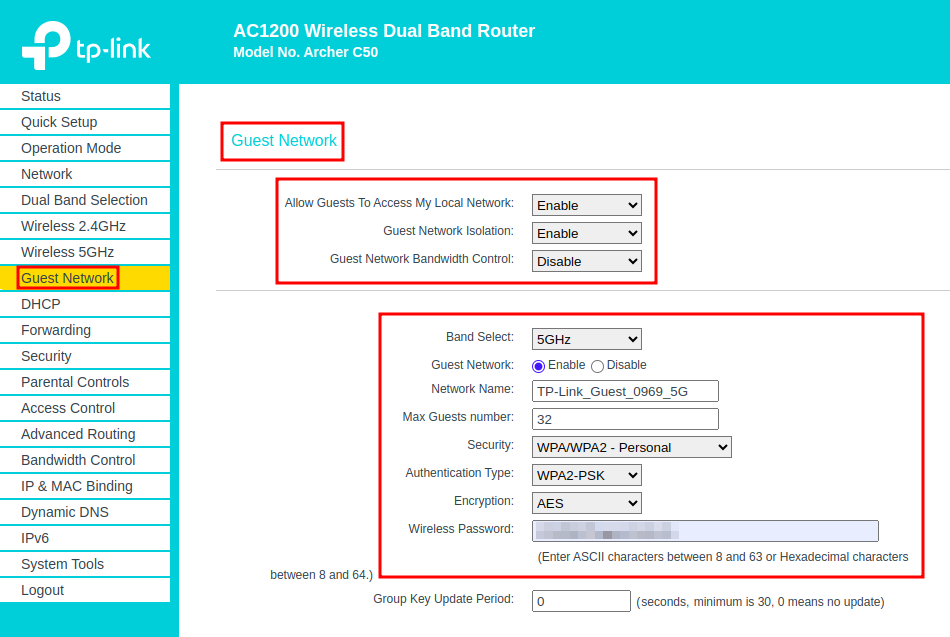 tp-link
AC1200 Wireless Dual Band Router
Model No. Archer C50
Status
Quick Setup
Operation Mode
Network
Dual Band Selection
Wireless 2.4GHz
Wireless 5GHz
Guest Network
DHCP
Forwarding
Security
Parental Controls
Access Control
Advanced Routing
Bandwidth Control
IP & MAC Binding
Dynamic DNS
IPv6
System Tools
Logout
Guest Network
Allow Guests To Access My Local Network: Enable
Guest Network Isolation: Enable
Guest Network Bandwidth Control: Disable
Band Select: 5GHz
Guest Network: Enable Disable
Network Name: TP-Link_Guest_0969_5G
Max Guests number: 32
Security: WPA/WPA2 - Personal
Authentication Type: WPA2-PSK
Encryption: AES
Wireless Password:
(Enter ASCII characters between 8 and 63 or Hexadecimal characters
between 8 and 64.)
Group Key Update Period: 0 (seconds, minimum is 30, 0 means no update)